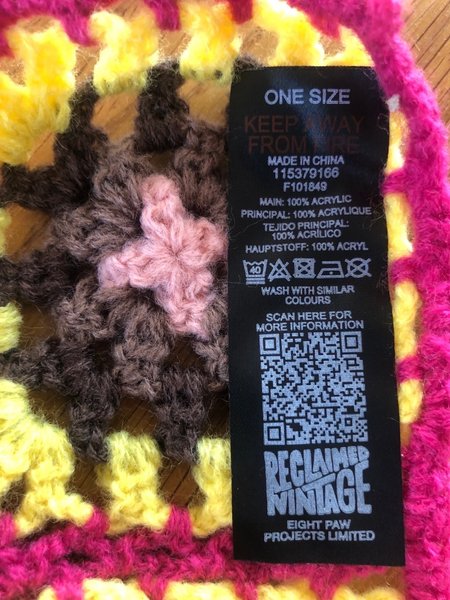 ONE SIZE
KEEP AWAY
FROM FIRE
MADE IN CHINA
115379166
F101849
MAIN: 100% ACRYLIC
PRINCIPAL: 100% ACRYLIQUE
TEJIDO PRINCIPAL:
100% ACRÍLICO
HAUPTSTOFF: 100% ACRYL
40
WASH WITH SIMILAR
COLOURS
SCAN HERE FOR
MORE INFORMATION
RECLAIMED
VINTAGE
EIGHT PAW
PROJECTS LIMITED